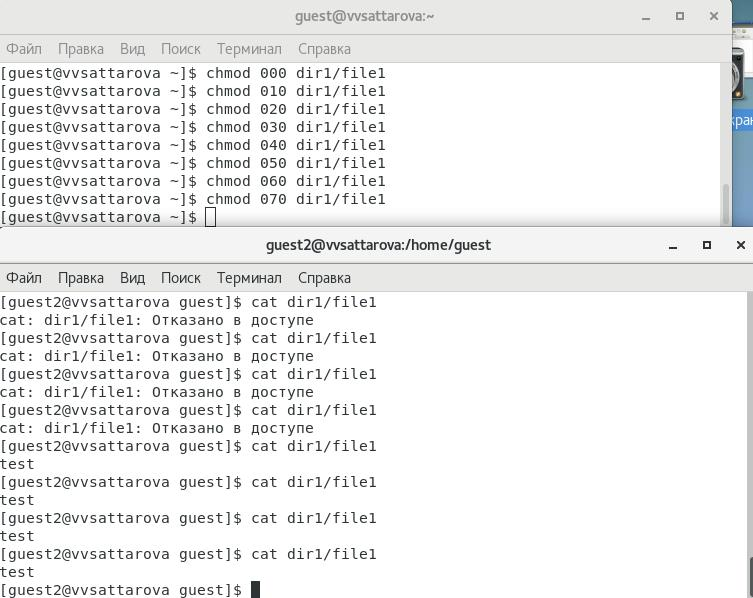 guest@vvsattarova:~
Файл Правка Вид Поиск Терминал Справка
[guest@vvsattarova ~]$ chmod 000 dir1/file1
[guest@vvsattarova ~]$ chmod 010 dir1/file1
[guest@vvsattarova ~]$ chmod 020 dir1/file1
[guest@vvsattarova ~]$ chmod 030 dir1/file1
[guest@vvsattarova ~]$ chmod 040 dir1/file1
[guest@vvsattarova ~]$ chmod 050 dir1/file1
[guest@vvsattarova ~]$ chmod 060 dir1/file1
[guest@vvsattarova ~]$ chmod 070 dir1/file1
[guest@vvsattarova ~]$
guest2@vvsattarova:/home/guest
Файл Правка Вид Поиск Терминал Справка
[guest2@vvsattarova guest]$ cat dir1/file1
cat: dir1/file1: Отказано в доступе
[guest2@vvsattarova guest]$ cat dir1/file1
cat: dir1/file1: Отказано в доступе
[guest2@vvsattarova guest]$ cat dir1/file1
cat: dir1/file1: Отказано в доступе
[guest2@vvsattarova guest]$ cat dir1/file1
cat: dir1/file1: Отказано в доступе
[guest2@vvsattarova guest]$ cat dir1/file1
test
[guest2@vvsattarova guest]$ cat dir1/file1
test
[guest2@vvsattarova guest]$ cat dir1/file1
test
[guest2@vvsattarova guest]$ cat dir1/file1
test
[guest2@vvsattarova guest]$